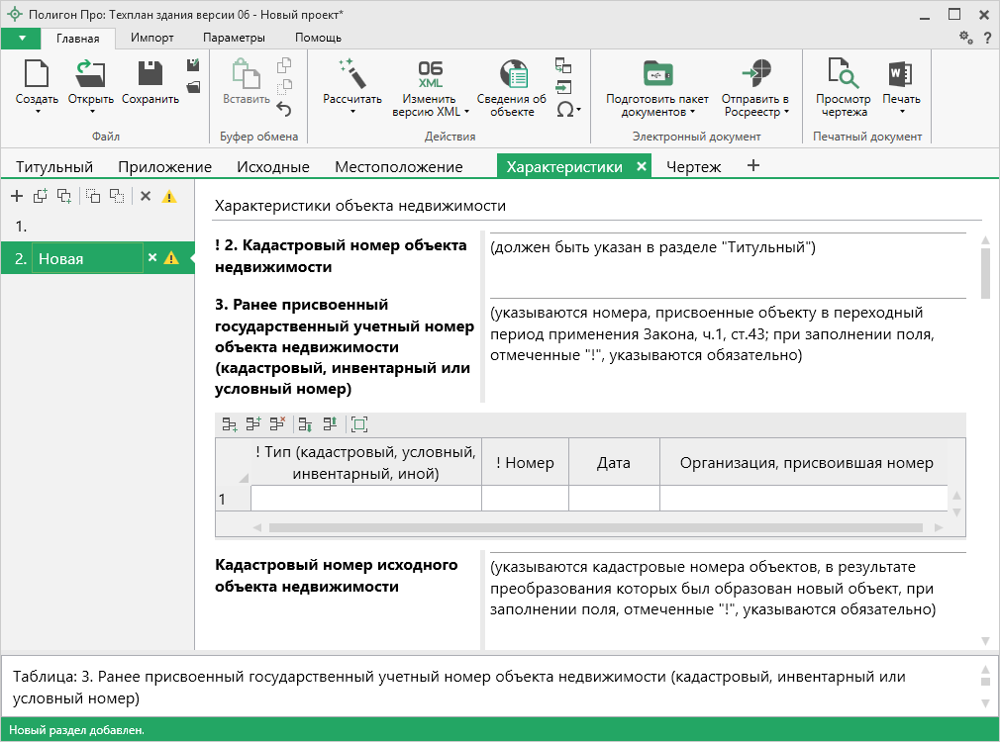 Полигон Про: Техплан здания версии 06 - Новый проект*
Главная Импорт Параметры Помощь
?
Создать Открыть Сохранить Вставить Рассчитать 06 XML Изменить версию XML Сведения об объекте Подготовить пакет документов Отправить в Росреестр Просмотр чертежа Печать
Файл Буфер обмена Действия Электронный документ Печатный документ
Титульный Приложение Исходные Местоположение Характеристики Чертеж
1.
2. Новая
Характеристики объекта недвижимости
! 2. Кадастровый номер объекта
недвижимости
(должен быть указан в разделе "Титульный")
3. Ранее присвоенный
государственный учетный номер
объекта недвижимости
(кадастровый, инвентарный или
условный номер)
(указываются номера, присвоенные объекту в переходный
период применения Закона, ч.1, ст.43; при заполнении поля,
отмеченные "!", указываются обязательно)
! Тип (кадастровый, условный,
инвентарный, иной)
! Номер
Дата
Организация, присвоившая номер
1
Кадастровый номер исходного
объекта недвижимости
(указываются кадастровые номера объектов, в результате
преобразования которых был образован новый объект, при
заполнении поля, отмеченные "!", указываются обязательно)
Таблица: 3. Ранее присвоенный государственный учетный номер объекта недвижимости (кадастровый, инвентарный или
условный номер)
Новый раздел добавлен.